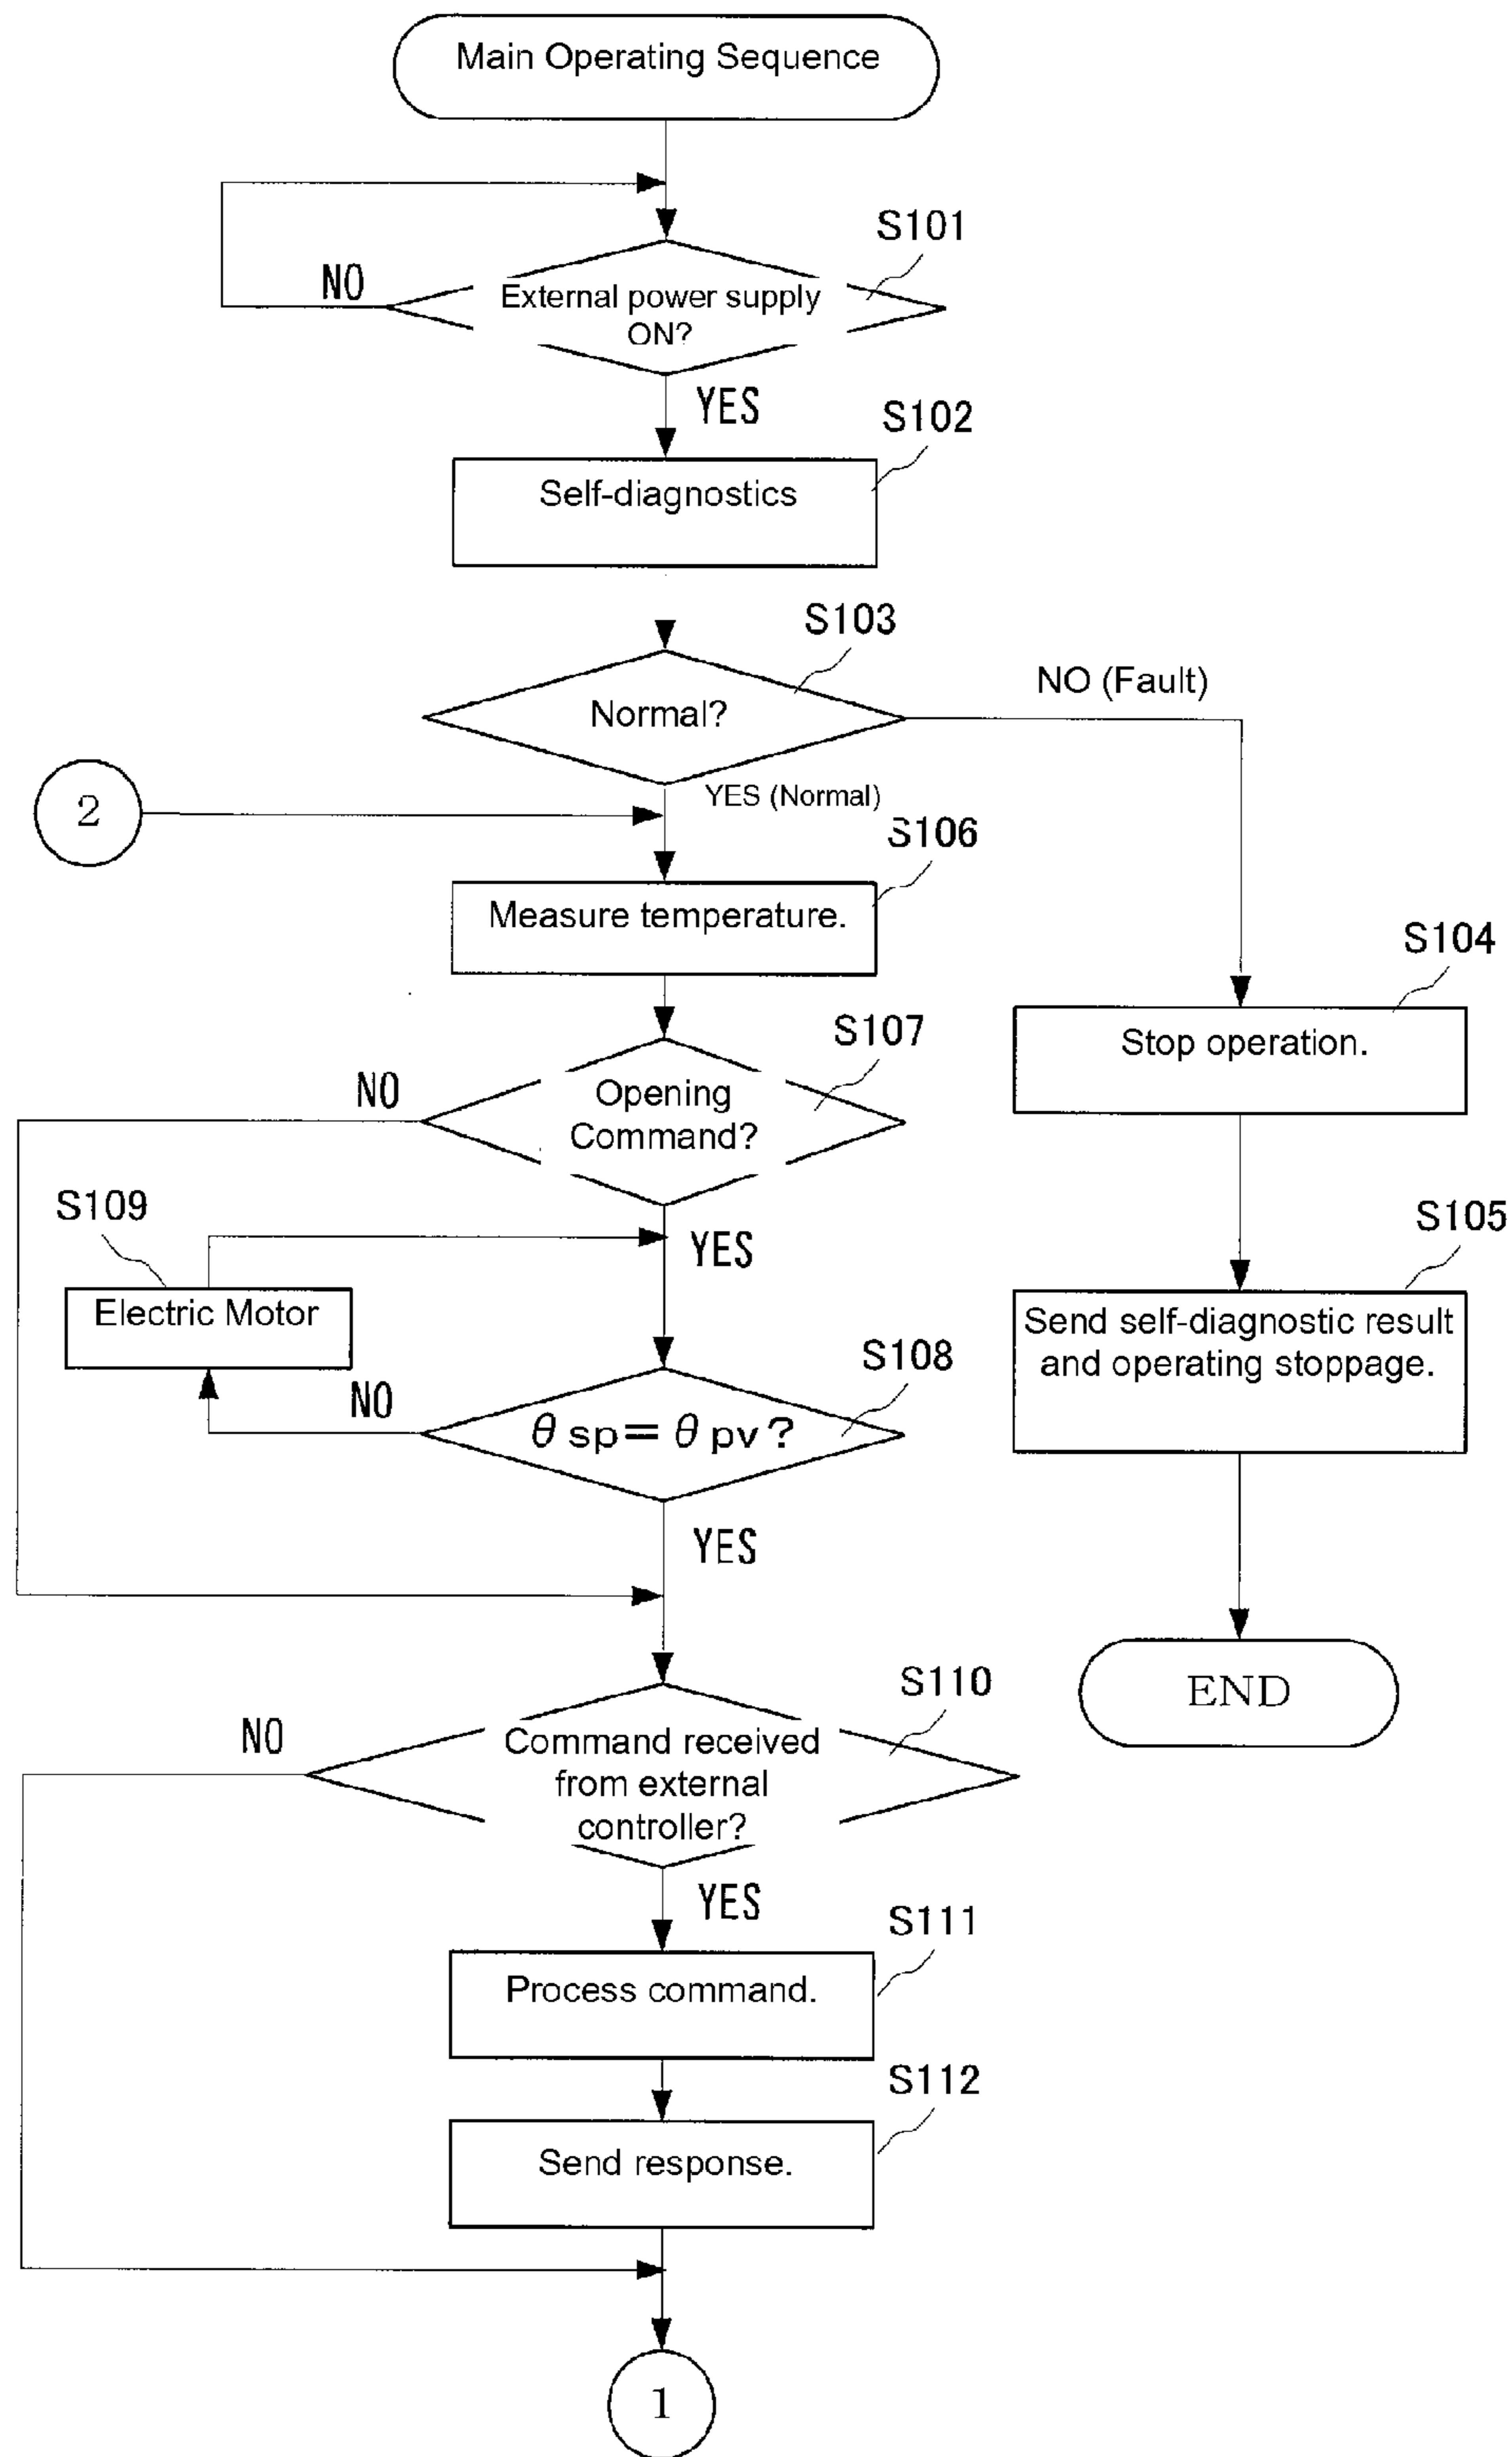 Main Operating Sequence
S101
NO
External power supply
ON?
YES
S102
Self-diagnostics
S103
Normal?
NO (Fault)
2
YES (Normal)
S106
Measure temperature.
S104
Stop operation.
S107
NO
Opening
Command?
S109
YES
S105
Electric Motor
Send self-diagnostic result
and operating stoppage.
S108
NO
θ sp= θ pv?
YES
S110
END
NO
Command received
from external
controller?
YES
S111
Process command.
S112
Send response.
1